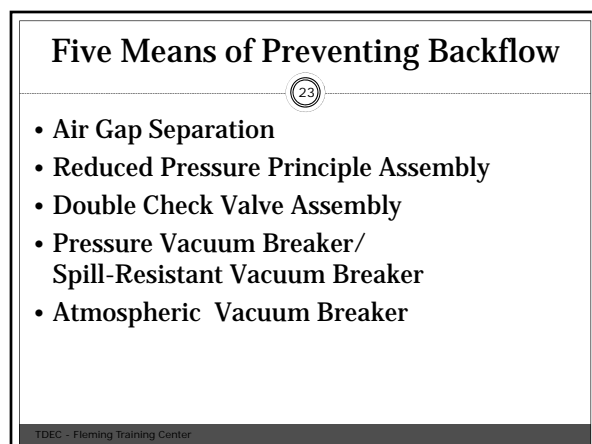 Five Means of Preventing Backflow
23
• Air Gap Separation
• Reduced Pressure Principle Assembly
• Double Check Valve Assembly
• Pressure Vacuum Breaker/
Spill-Resistant Vacuum Breaker
• Atmospheric Vacuum Breaker
TDEC - Fleming Training Center